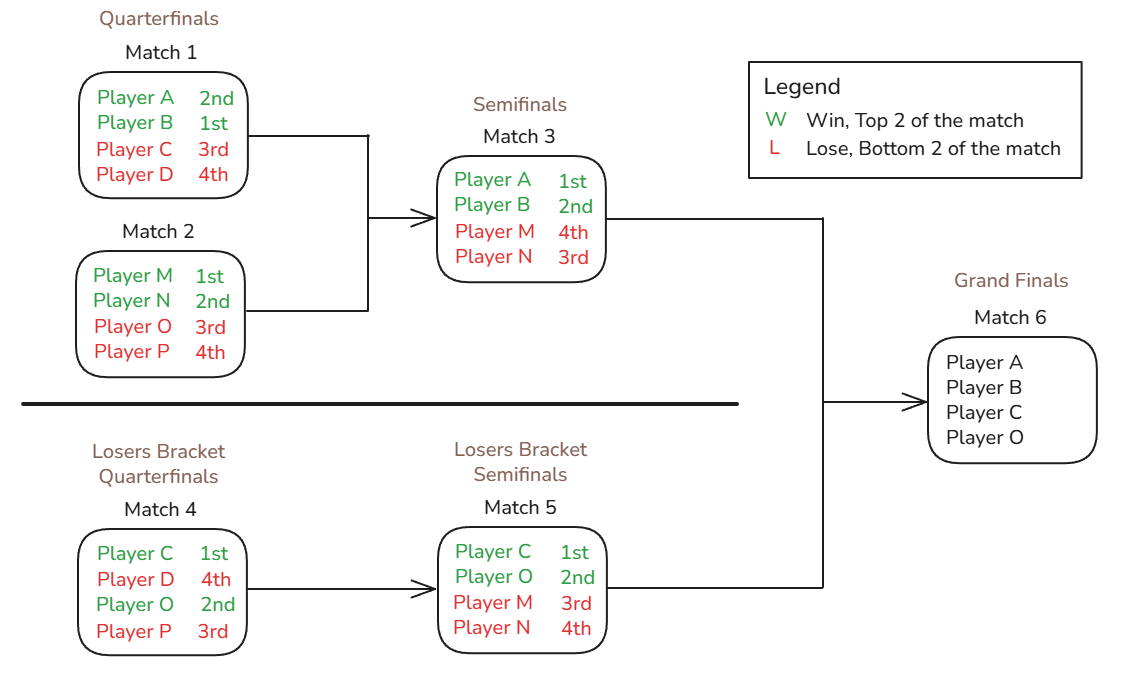 Quarterfinals
Match 1
Player A 2nd
Player B 1st
Player C 3rd
Player D 4th
Match 2
Player M 1st
Player N 2nd
Player O 3rd
Player P 4th
Semifinals
Match 3
Player A 1st
Player B 2nd
Player M 4th
Player N 3rd
Legend
W Win, Top 2 of the match
L Lose, Bottom 2 of the match
Losers Bracket
Quarterfinals
Match 4
Player C 1st
Player D 4th
Player O 2nd
Player P 3rd
Losers Bracket
Semifinals
Match 5
Player C 1st
Player O 2nd
Player M 3rd
Player N 4th
Grand Finals
Match 6
Player A
Player B
Player C
Player O